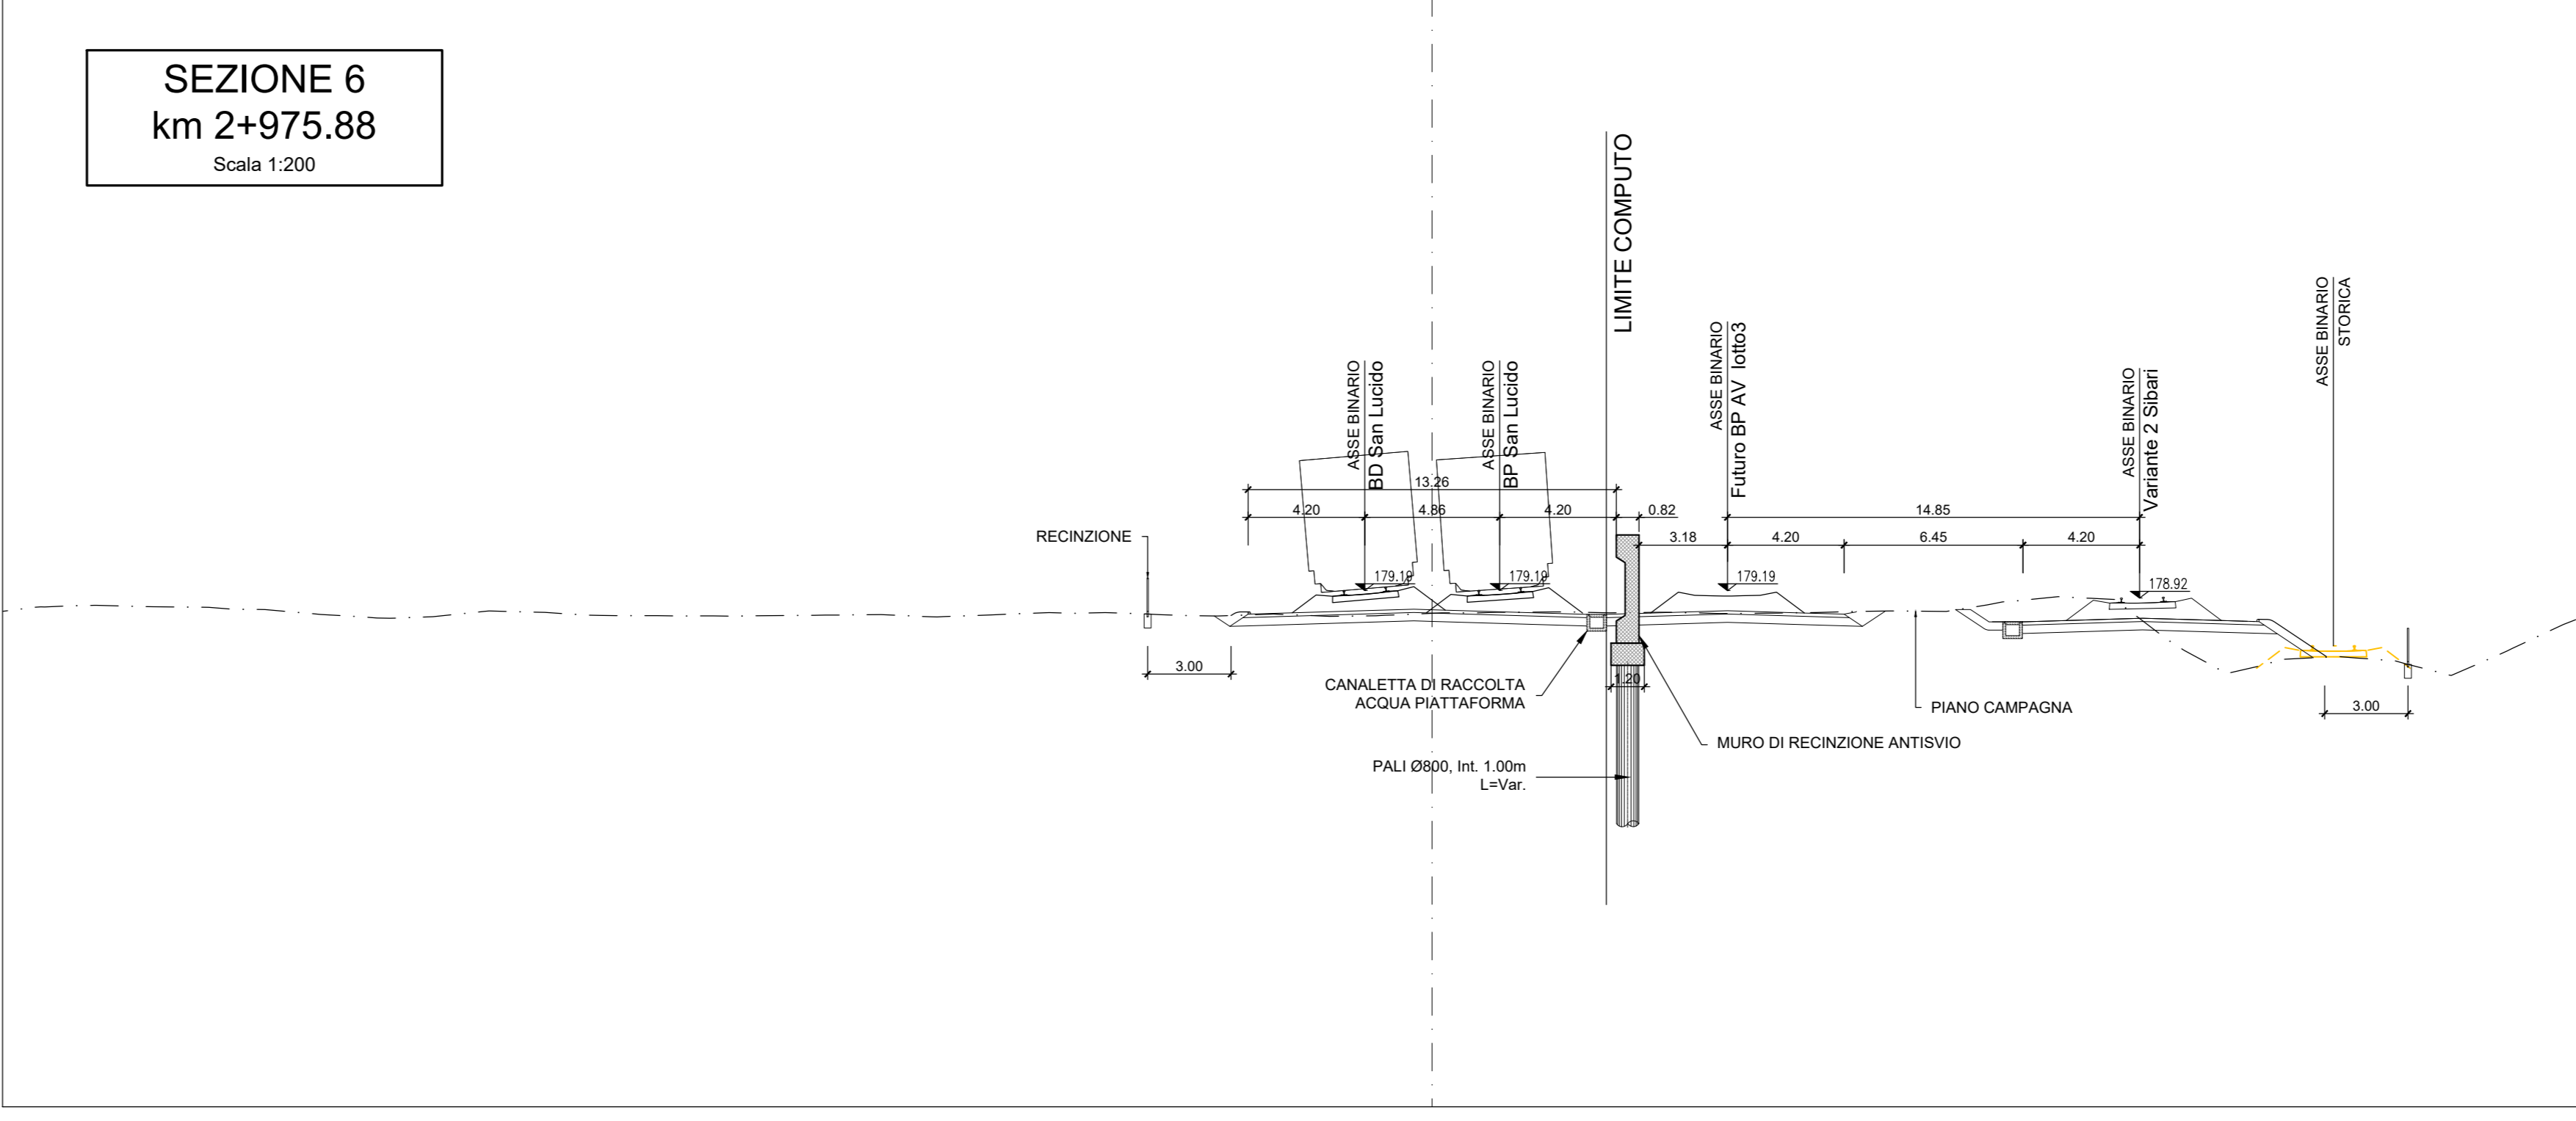 SEZIONE 6
km 2+975.88
Scala 1:200
LIMITE COMPUTO
ASSE BINARIO
STORICA
ASSE BINARIO
Futuro BP AV lotto3
ASSE BINARIO
BD San Lucido
ASSE BINARIO
BP San Lucido
ASSE BINARIO
Variante 2 Sibari
13.26
4.20
4.86
4.20
0.82
14.85
RECINZIONE
3.18
4.20
6.45
4.20
179.19
179.19
179.19
178.92
3.00
1.20
CANALETTA DI RACCOLTA
ACQUA PIATTAFORMA
PIANO CAMPAGNA
3.00
MURO DI RECINZIONE ANTISVIO
PALI Ø800, Int. 1.00m
L=Var.